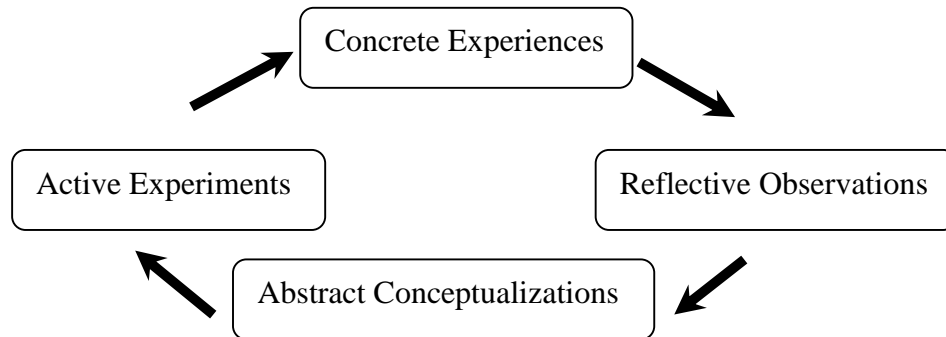 Concrete Experiences
Active Experiments
Reflective Observations
Abstract Conceptualizations